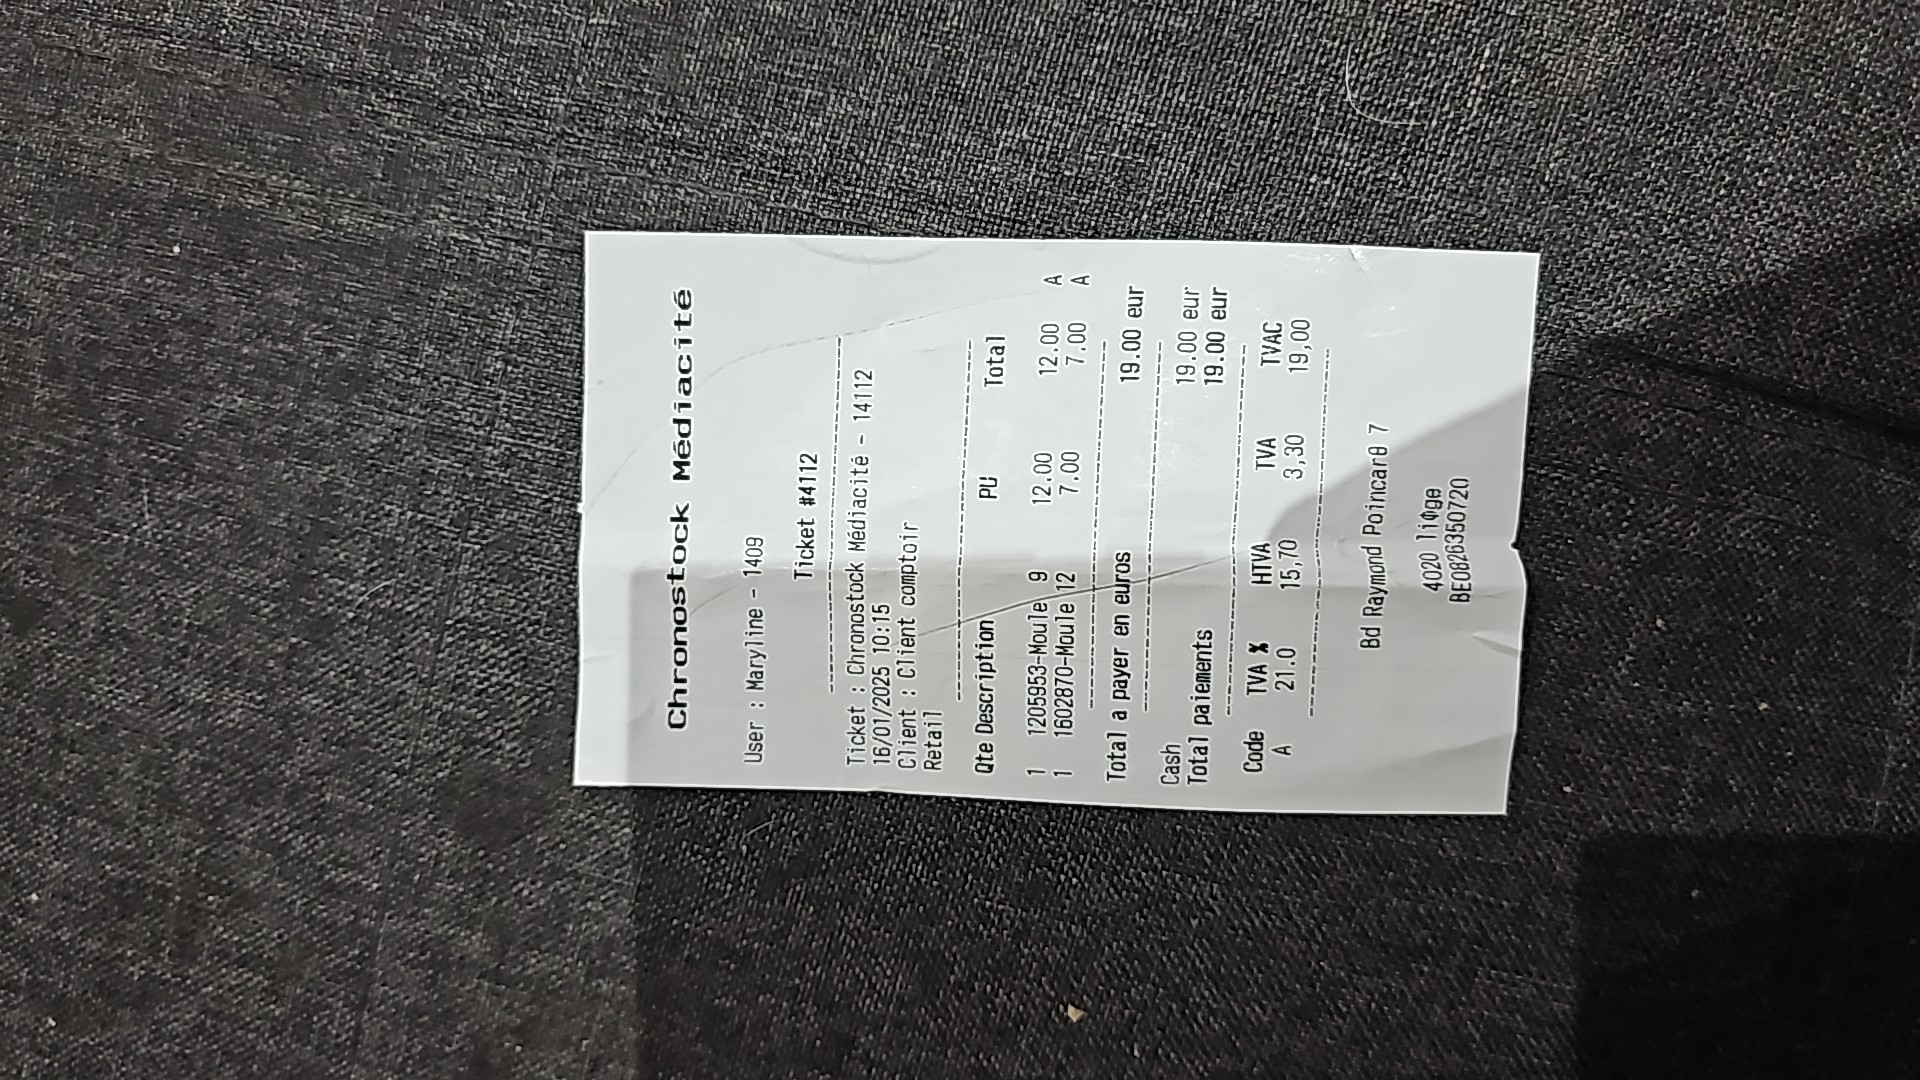 Chronostock Médiacité
User : Maryline - 1409
Ticket #4112
Ticket : Chronostock Médiacité - 14112
16/01/2025 10:15
Client : Client comptoir
Retail
Qte Description PU Total
1 1205953-Moule 9 12.00 12.00 A
1 1602870-Moule 12 7.00 7.00 A
Total a payer en euros 19.00 eur
Cash 19.00 eur
Total paiements 19.00 eur
Code TVA % HTVA TVA TVAC
A 21.0 15,70 3,30 19,00
Bd Raymond Poincarθ 7
4020 liΦge
BE0826350720